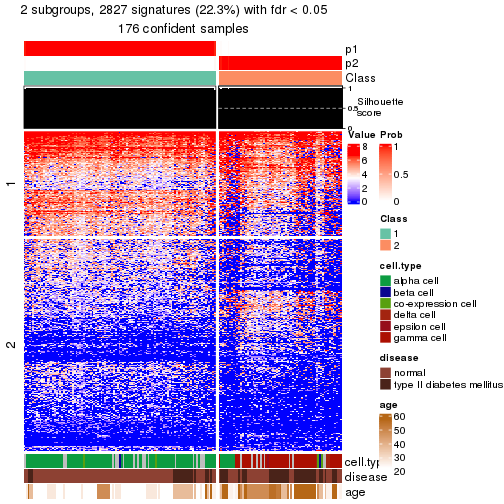 2 subgroups, 2827 signatures (22.3%) with fdr < 0.05
176 confident samples
p1
p2
Class
1
0.5
0
Silhouette
score
Value
8
6
4
2
0
Prob
1
0.5
0
Class
1
2
cell.type
alpha cell
beta cell
co-expression cell
delta cell
epsilon cell
gamma cell
disease
normal
type II diabetes mellitus
age
60
50
40
30
20
1
2
cell.typ
disease
age